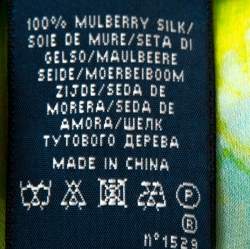 100% MULBERRY SILK/
SOIE DE MURE/SETA DI
GELSO/MAULBEERE
SEIDE/MOERBEIBOOM
ZIJDE/SEDA DE
MORERA/SEDA DE
AMORA/ШЕЛК
ТУТОВОГО ДЕРЕВА
MADE IN CHINA
P
R
n°1529